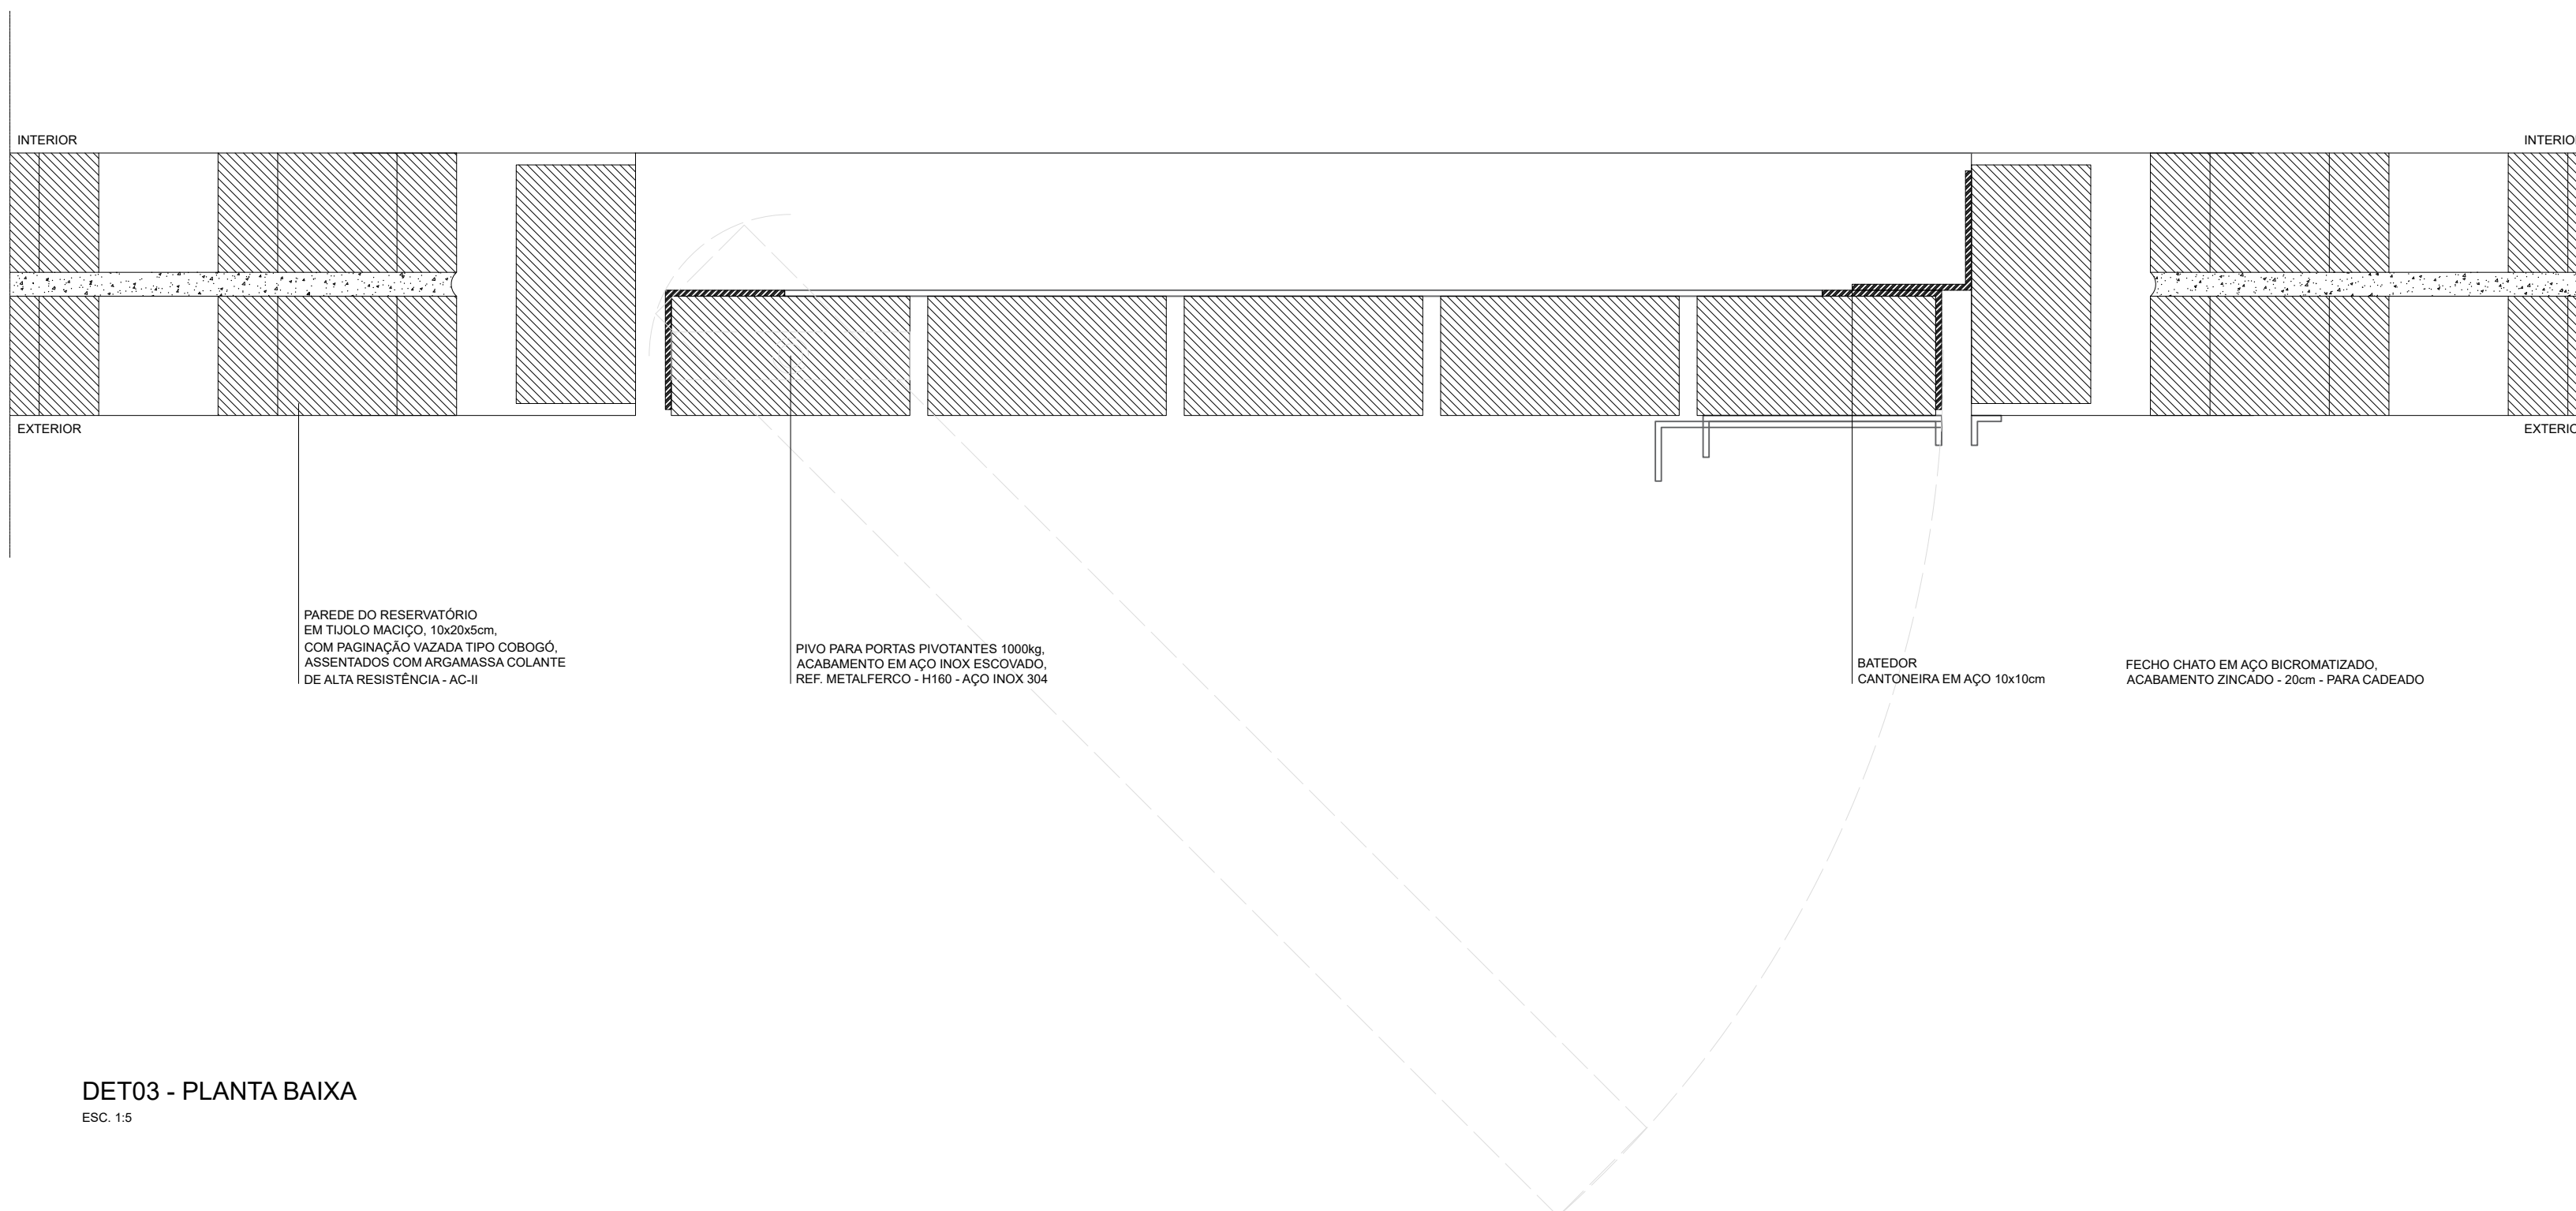 INTERIOR
INTERIO
EXTERIOR
EXTERIO
PAREDE DO RESERVATÓRIO
EM TIJOLO MACIÇO, 10x20x5cm,
COM PAGINAÇÃO VAZADA TIPO COBOGÓ,
ASSENTADOS COM ARGAMASSA COLANTE
DE ALTA RESISTÊNCIA - AC-II
PIVO PARA PORTAS PIVOTANTES 1000kg,
ACABAMENTO EM AÇO INOX ESCOVADO,
REF. METALFERCO - H160 - AÇO INOX 304
BATEDOR
CANTONEIRA EM AÇO 10x10cm
FECHO CHATO EM AÇO BICROMATIZADO,
ACABAMENTO ZINCADO - 20cm - PARA CADEADO
DET03 - PLANTA BAIXA
ESC. 1:5